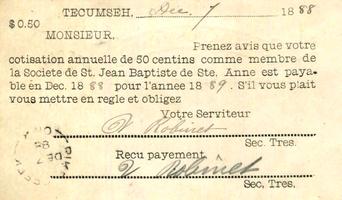 TECUMSEH, Dec. 7 1888
$0.50
MONSIEUR.
Prenez avis que votre
cotisation annuelle de 50 centins comme membre de
la Societe de St. Jean Baptiste de Ste. Anne est paya-
ble en Dec. 1888 pour l'annee 1889. S'il vous plait
vous mettre en regle et obligez
Votre Serviteur
Robinet
Sec. Tres.
Recu payement
Robinet
Sec. Tres.